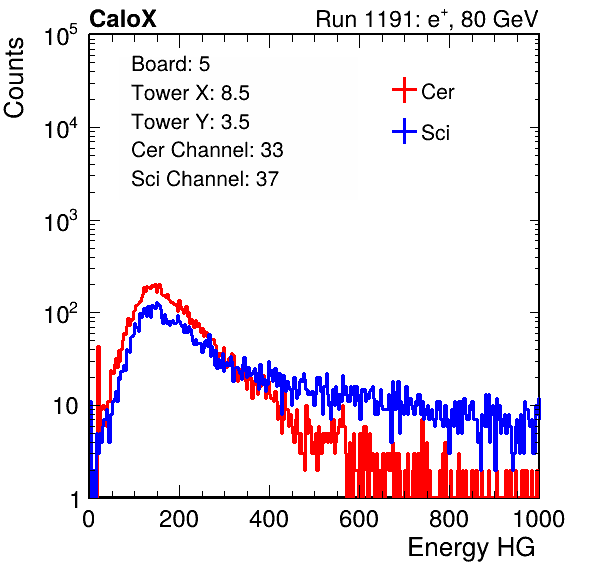 CaloX Run 1191: e⁺, 80 GeV
Counts
Board: 5
Tower X: 8.5
Tower Y: 3.5
Cer Channel: 33
Sci Channel: 37
Cer
Sci
10⁵
10⁴
10³
10²
10
1
0 200 400 600 800 1000
Energy HG